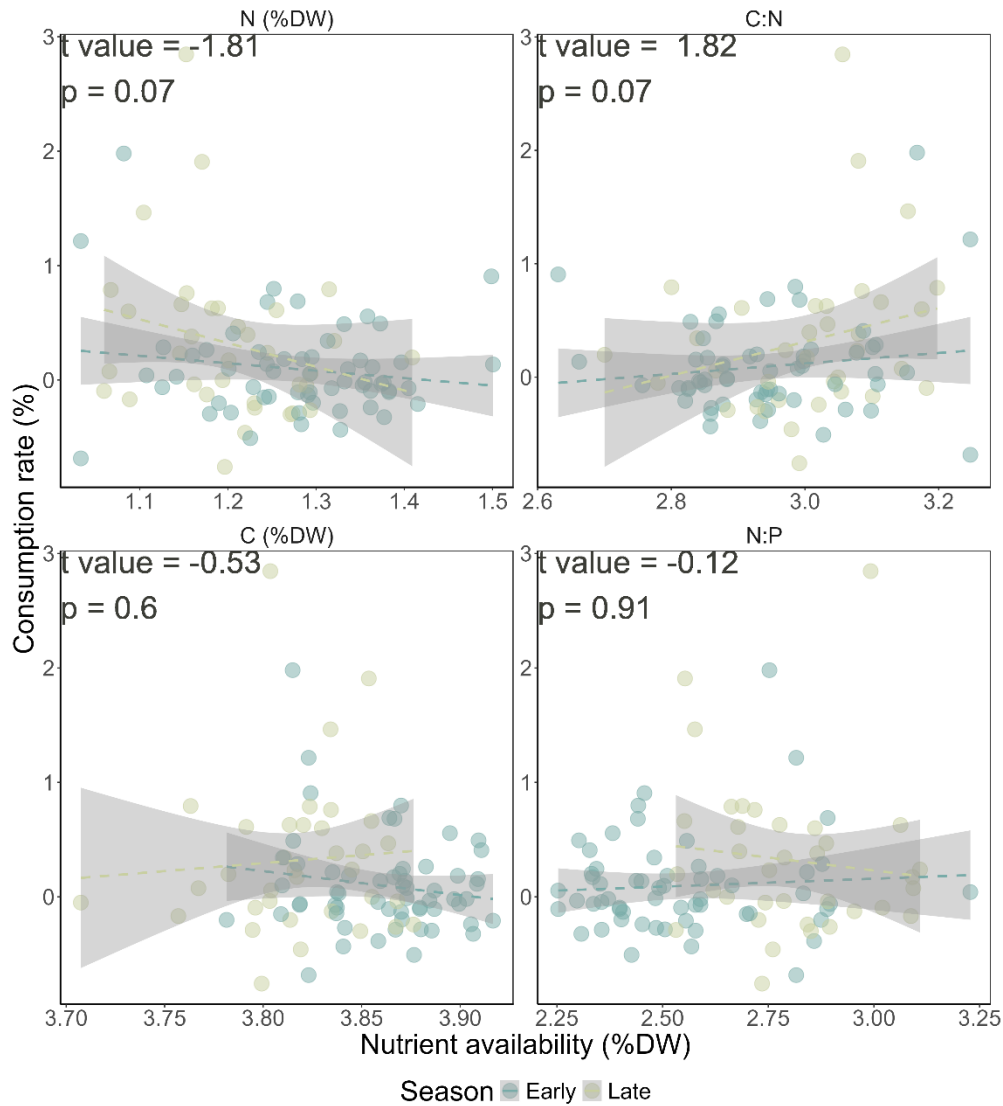 N (%DW)
C:N
t value = -1.81
p = 0.07
t value = 1.82
p = 0.07
3
2
1
0
3
2
1
0
1.1 1.2 1.3 1.4 1.5
2.6 2.8 3.0 3.2
C (%DW)
N:P
t value = -0.53
p = 0.6
t value = -0.12
p = 0.91
3
2
1
0
3
2
1
0
3.70 3.75 3.80 3.85 3.90
2.25 2.50 2.75 3.00 3.25
Consumption rate (%)
Nutrient availability (%DW)
Season Early Late